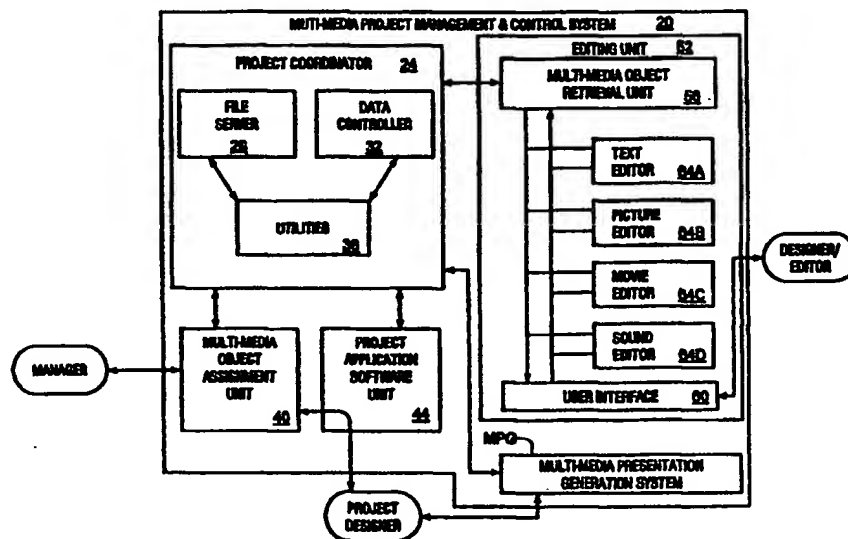 MUTI-MEDIA PROJECT MANAGEMENT & CONTROL SYSTEM 20
PROJECT COORDINATOR 24
FILE
SERVER
28
DATA
CONTROLLER
32
UTILITIES
36
EDITING UNIT 52
MULTI-MEDIA OBJECT
RETRIEVAL UNIT
56
TEXT
EDITOR 64A
PICTURE
EDITOR 64B
MOVIE
EDITOR 64C
SOUND
EDITOR 64D
USER INTERFACE 60
DESIGNER/
EDITOR
MANAGER
MULTI-MEDIA
OBJECT
ASSIGNMENT
UNIT
40
PROJECT
APPLICATION
SOFTWARE
UNIT
44
MPG
MULTI-MEDIA PRESENTATION
GENERATION SYSTEM
PROJECT
DESIGNER